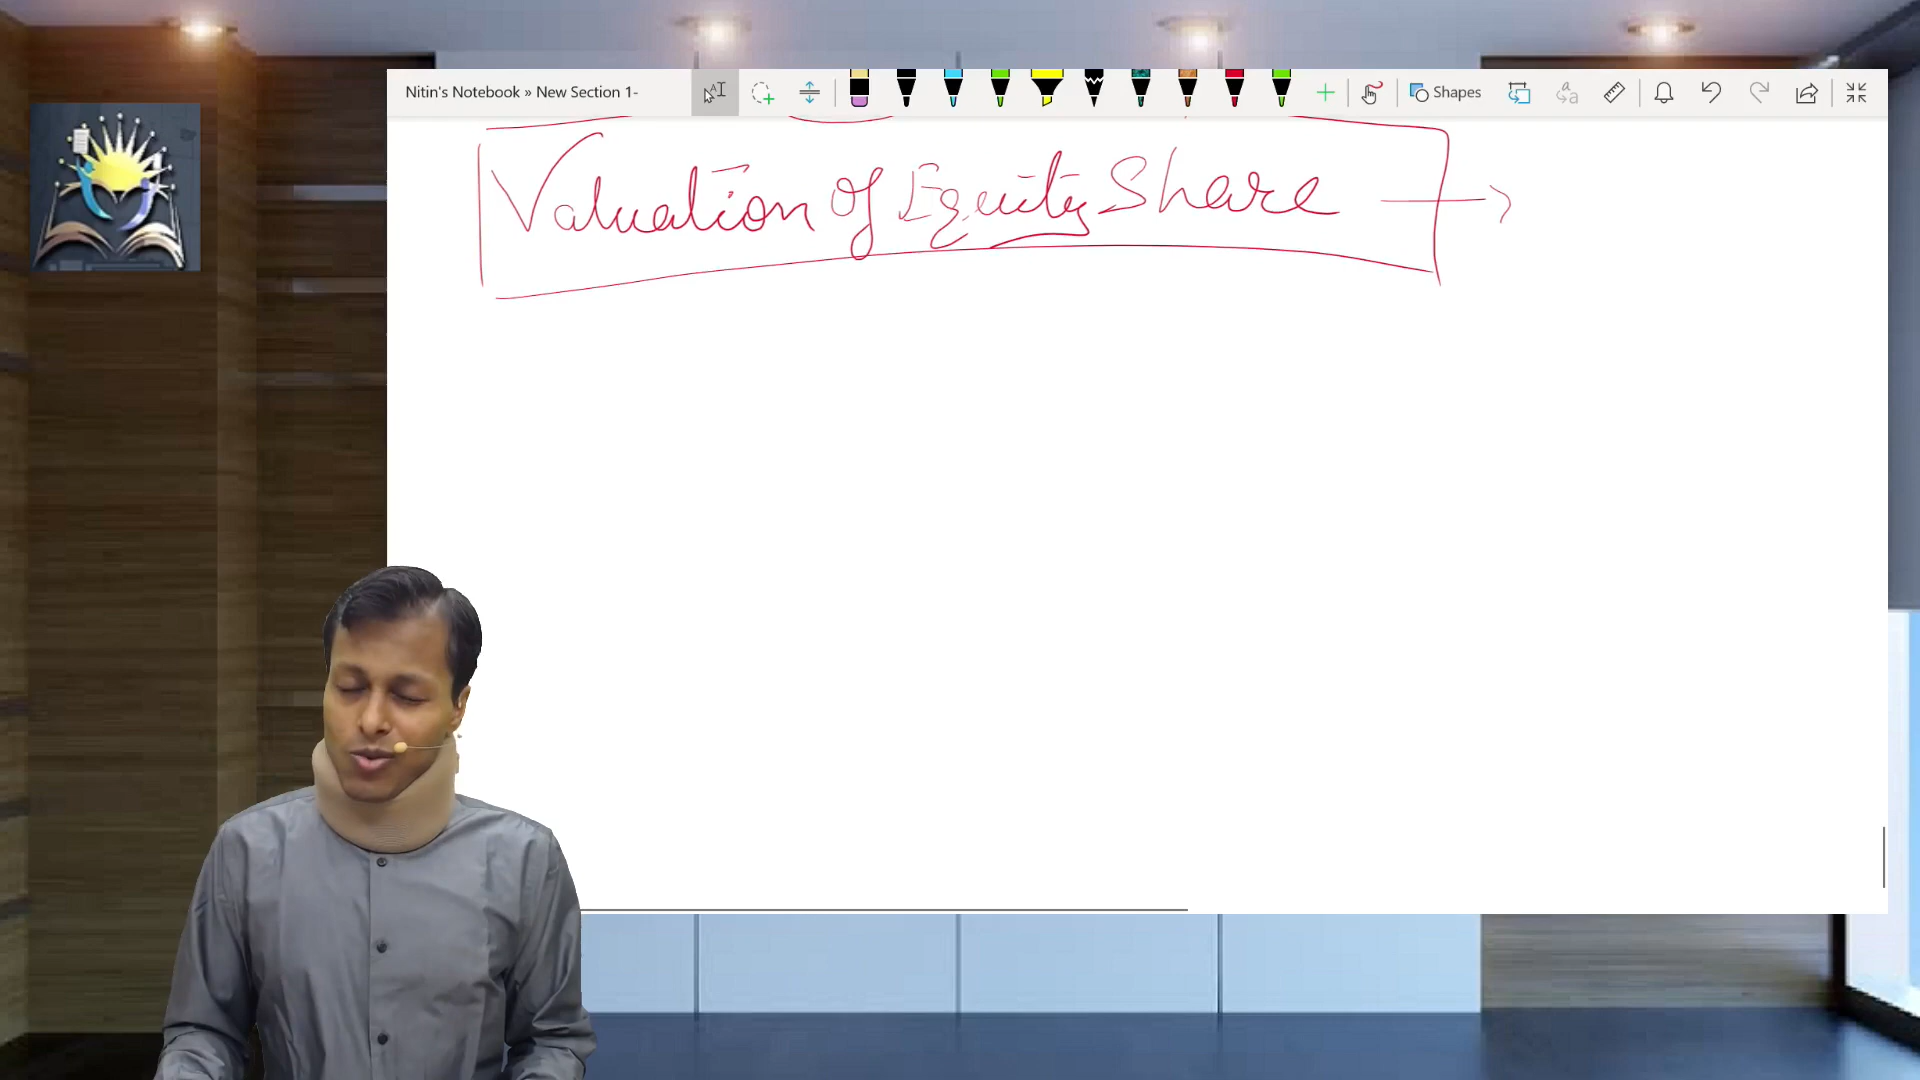 Nitin's Notebook » New Section 1-
Shapes
Valuation of Equity Share